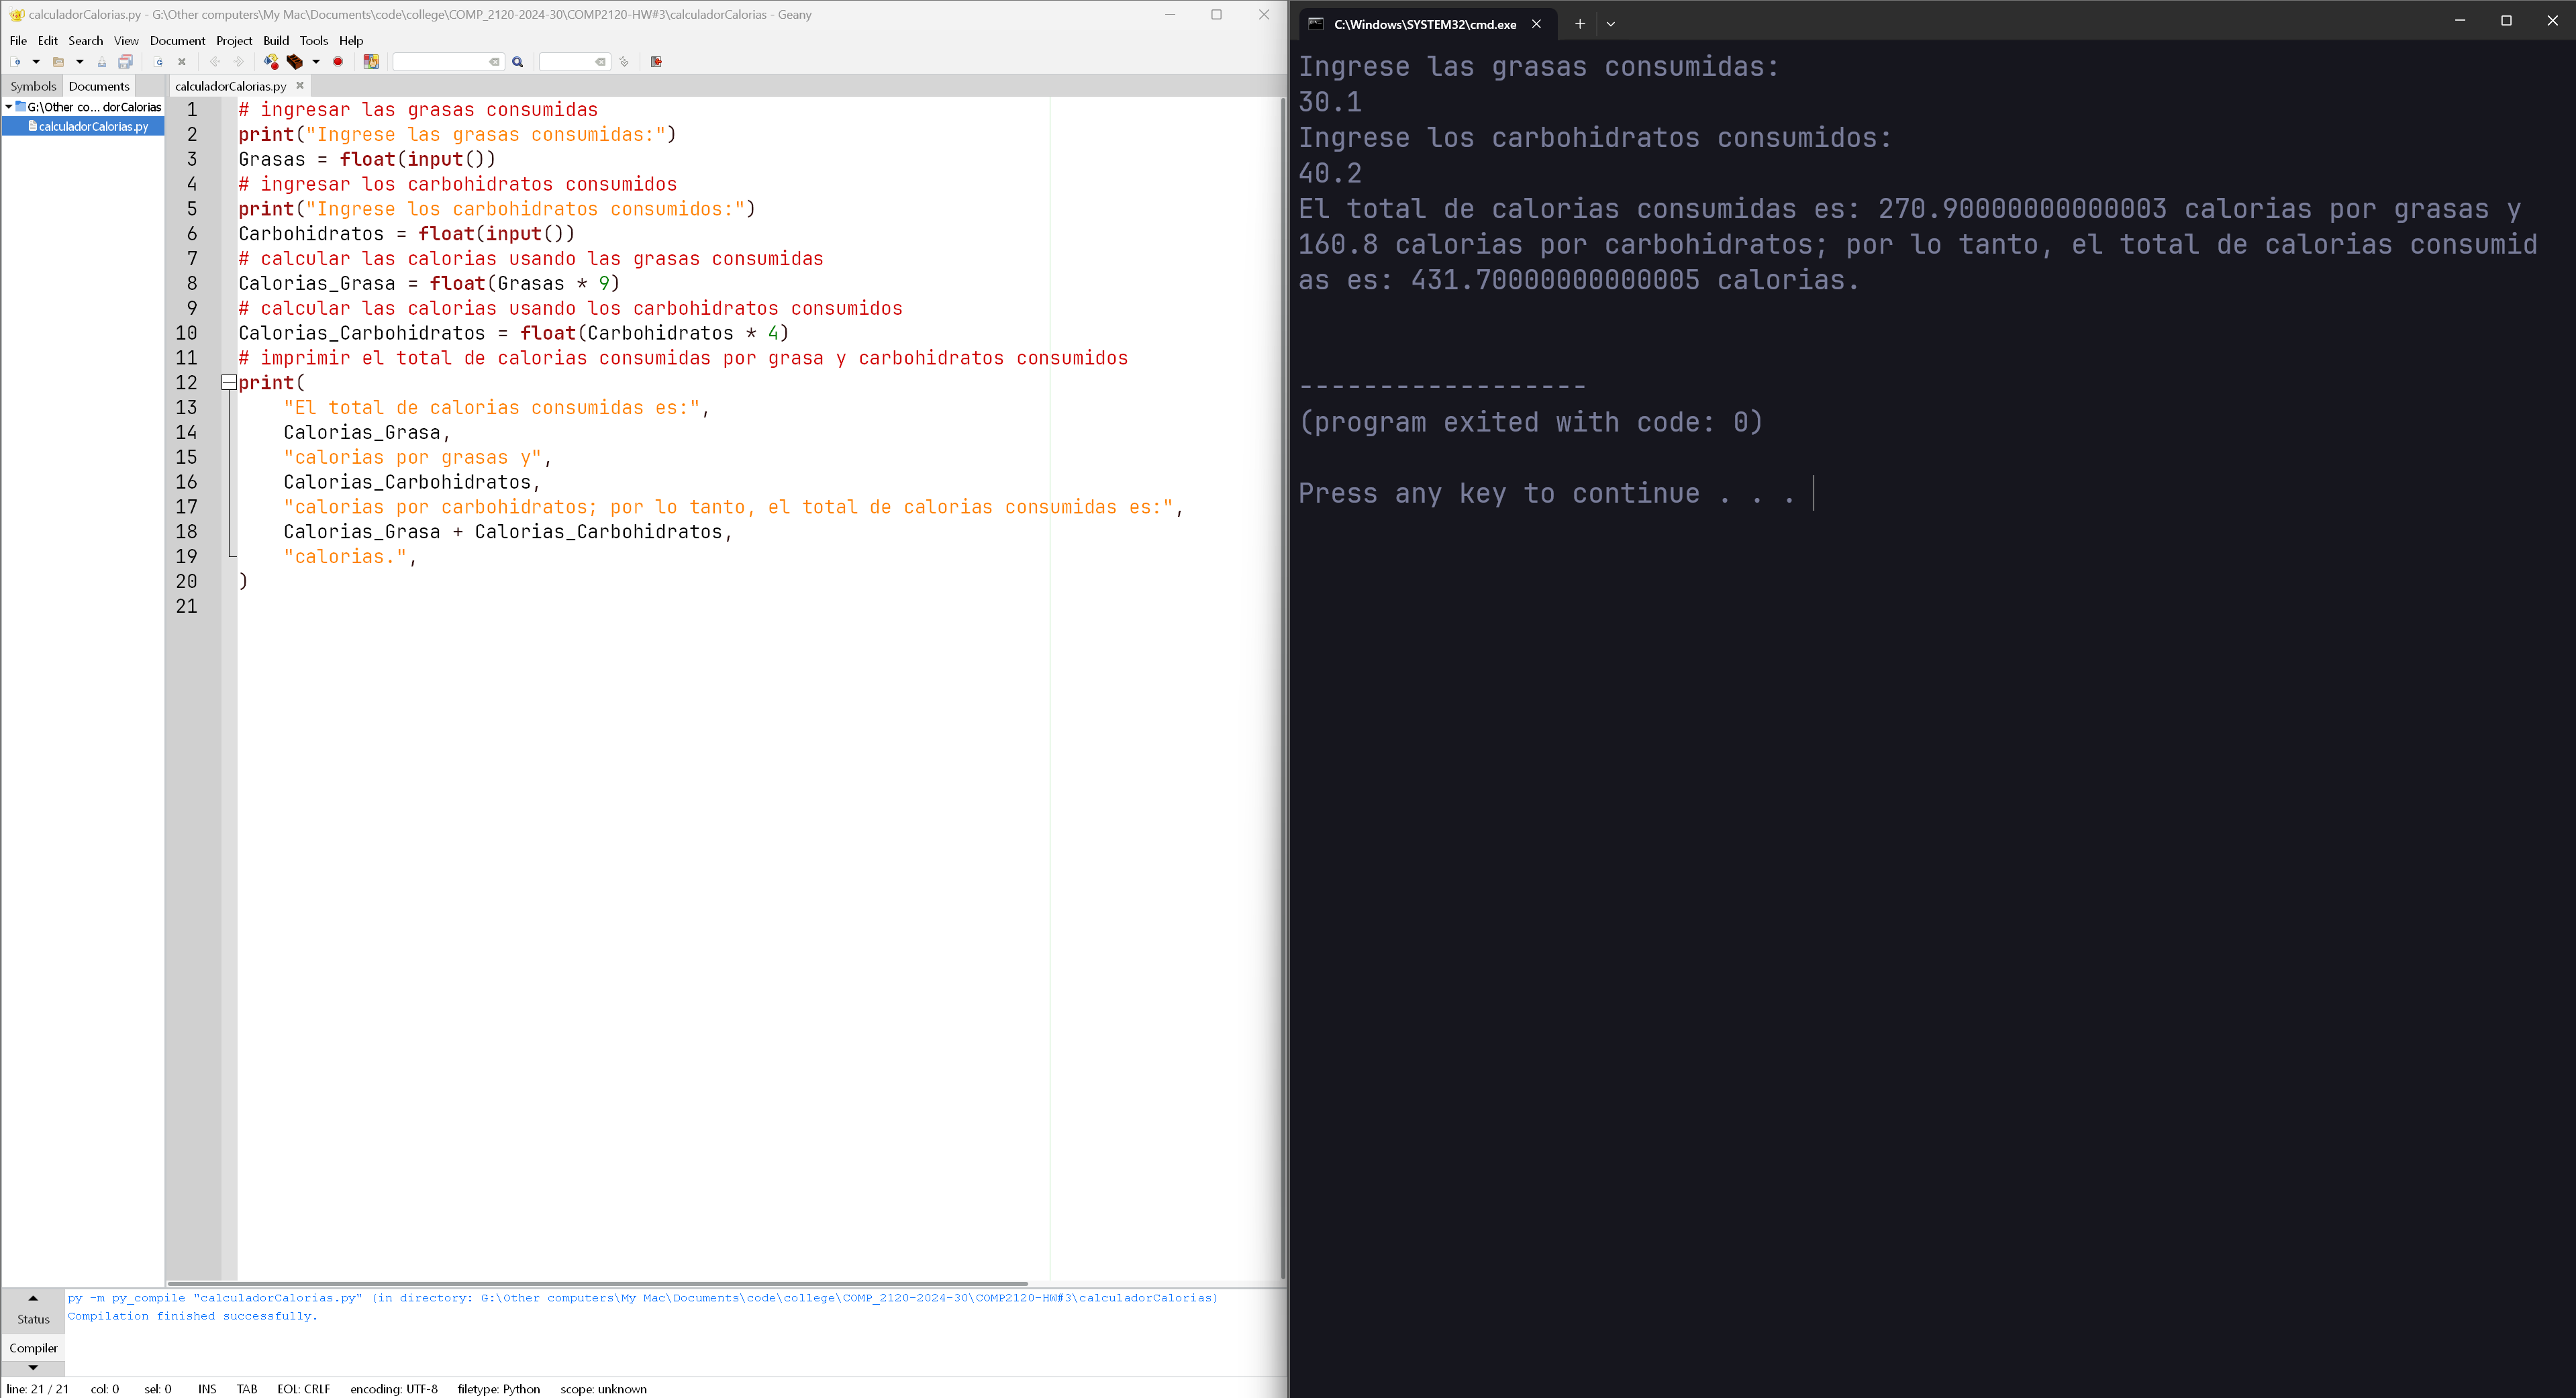 calculadorCalorias.py - G:\Other computers\My Mac\Documents\code\college\COMP_2120-2024-30\COMP2120-HW#3\calculadorCalorias - Geany
File Edit Search View Document Project Build Tools Help
Symbols Documents
calculadorCalorias.py
G:\Other co... dorCalorias
calculadorCalorias.py
1 # ingresar las grasas consumidas
2 print("Ingrese las grasas consumidas:")
3 Grasas = float(input())
4 # ingresar los carbohidratos consumidos
5 print("Ingrese los carbohidratos consumidos:")
6 Carbohidratos = float(input())
7 # calcular las calorias usando las grasas consumidas
8 Calorias_Grasa = float(Grasas * 9)
9 # calcular las calorias usando los carbohidratos consumidos
10 Calorias_Carbohidratos = float(Carbohidratos * 4)
11 # imprimir el total de calorias consumidas por grasa y carbohidratos consumidos
12 print(
13 "El total de calorias consumidas es:",
14 Calorias_Grasa,
15 "calorias por grasas y",
16 Calorias_Carbohidratos,
17 "calorias por carbohidratos; por lo tanto, el total de calorias consumidas es:",
18 Calorias_Grasa + Calorias_Carbohidratos,
19 "calorias.",
20 )
21
Status
Compiler
py -m py_compile "calculadorCalorias.py" (in directory: G:\Other computers\My Mac\Documents\code\college\COMP_2120-2024-30\COMP2120-HW#3\calculadorCalorias)
Compilation finished successfully.
line: 21 / 21 col: 0 sel: 0 INS TAB EOL: CRLF encoding: UTF-8 filetype: Python scope: unknown
C:\Windows\SYSTEM32\cmd.exe
Ingrese las grasas consumidas:
30.1
Ingrese los carbohidratos consumidos:
40.2
El total de calorias consumidas es: 270.90000000000003 calorias por grasas y
160.8 calorias por carbohidratos; por lo tanto, el total de calorias consumid
as es: 431.70000000000005 calorias.
------------------
(program exited with code: 0)
Press any key to continue . . .